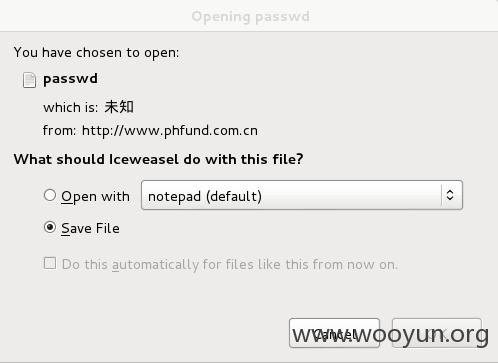 Opening passwd
You have chosen to open:
passwd
which is: 未知
from: http://www.phfund.com.cn
What should Iceweasel do with this file?
Open with
notepad (default)
Save File
Do this automatically for files like this from now on.
Cancel
www.wooyun.org